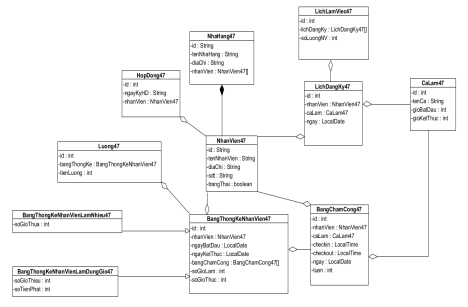 NhaHang47
-id : String
-tenNhaHang : String
-diaChi : String
-nhanVien : NhanVien47[]
LichLamViec47
-id : int
-lichDangKy : LichDangKy47[]
-soLuongNV : int
HopDong47
-id : int
-ngayKyHD : String
-nhanVien : NhanVien47
LichDangKy47
-id : int
-nhanVien : NhanVien47
-caLam : CaLam47
-ngay : LocalDate
CaLam47
-id : int
-tenCa : String
-gioBatDau : int
-gioKetThuc : int
Luong47
-id : int
-bangThongKe : BangThongKeNhanVien47
-tienLuong : int
NhanVien47
-id : String
-tenNhanVien : String
-diaChi : String
-sdt : String
-trangThai : boolean
BangThongKeNhanVienLamNhieu47
-soGioThua : int
BangThongKeNhanVien47
-id : int
-nhanVien : NhanVien47
-ngayBatDau : LocalDate
-ngayKetThuc : LocalDate
-bangChamCong : BangChamCong47[]
-soGioLam : int
-soGioThuc : int
BangChamCong47
-id : int
-nhanVien : NhanVien47
-caLam : CaLam47
-checkin : LocalTime
-checkout : LocalTime
-ngay : LocalDate
-tuan : int
BangThongKeNhanVienLamDungGio47
-soGioThieu : int
-soTienPhat : int